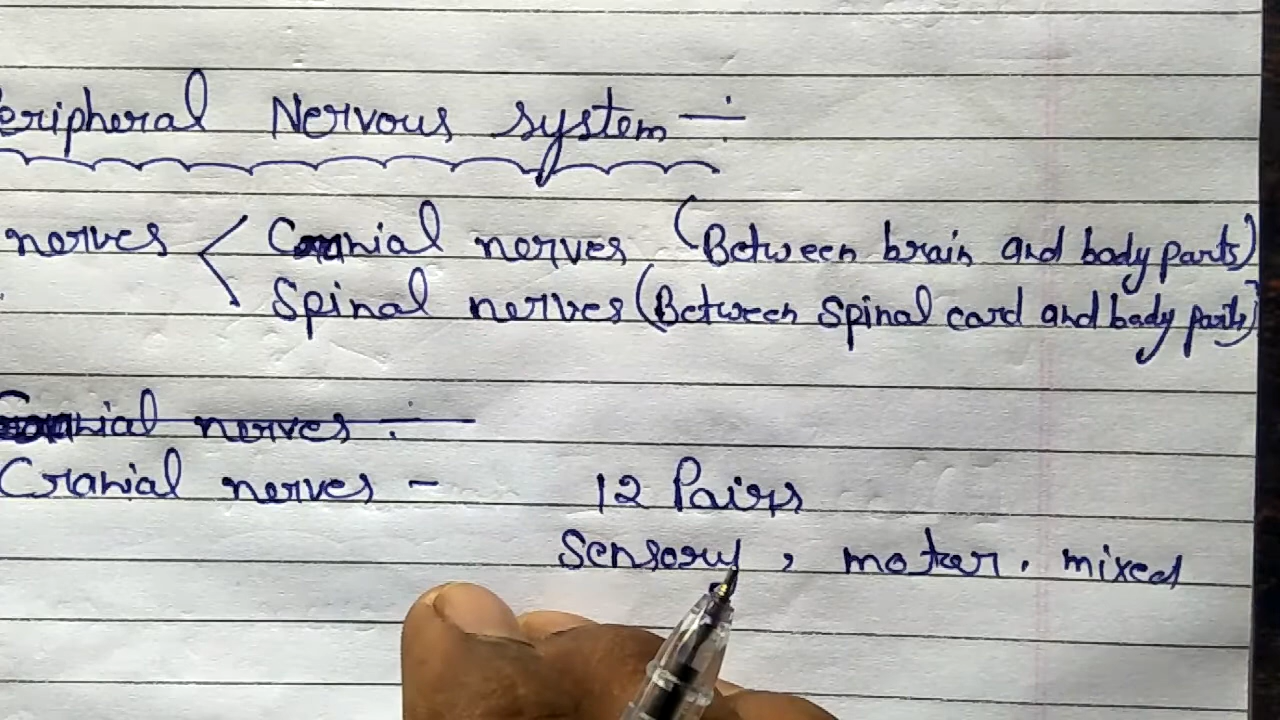 eripheral Nervous system :-
nerves Cranial nerves (Between brain and body parts)
Spinal nerves (Between spinal card and body parts)
Cranial nerves :-
Cranial nerves - 12 Pairs
Sensory, motor, mixed